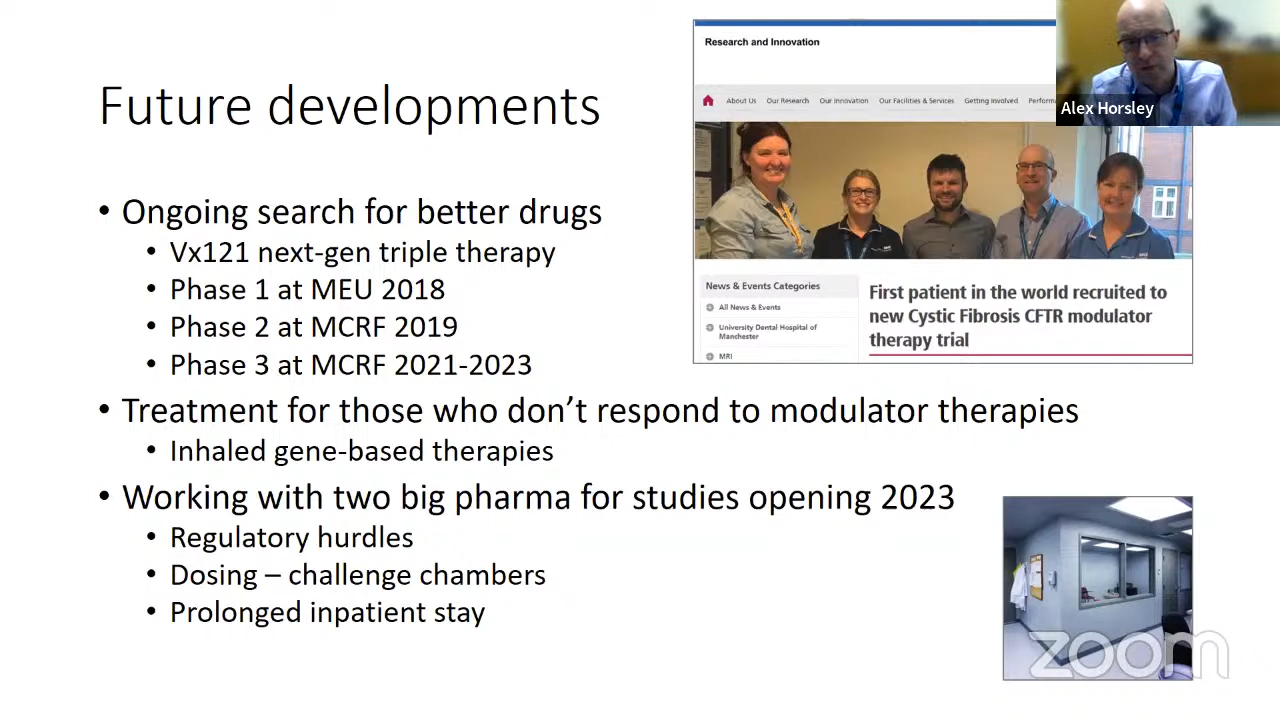 Future developments
• Ongoing search for better drugs
• Vx121 next-gen triple therapy
• Phase 1 at MEU 2018
• Phase 2 at MCRF 2019
• Phase 3 at MCRF 2021-2023
• Treatment for those who don’t respond to modulator therapies
• Inhaled gene-based therapies
• Working with two big pharma for studies opening 2023
• Regulatory hurdles
• Dosing – challenge chambers
• Prolonged inpatient stay
Research and Innovation
About Us Our Research Our Innovation Our Facilities & Services Getting Involved
Alex Horsley
News & Events Categories
All News & Events
University Dental Hospital of
Manchester
MRI
First patient in the world recruited to
new Cystic Fibrosis CFTR modulator
therapy trial
zoom